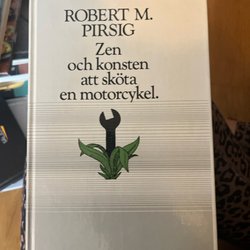 ROBERT M.
PIRSIG
Zen
och konsten
att sköta
en motorcykel.